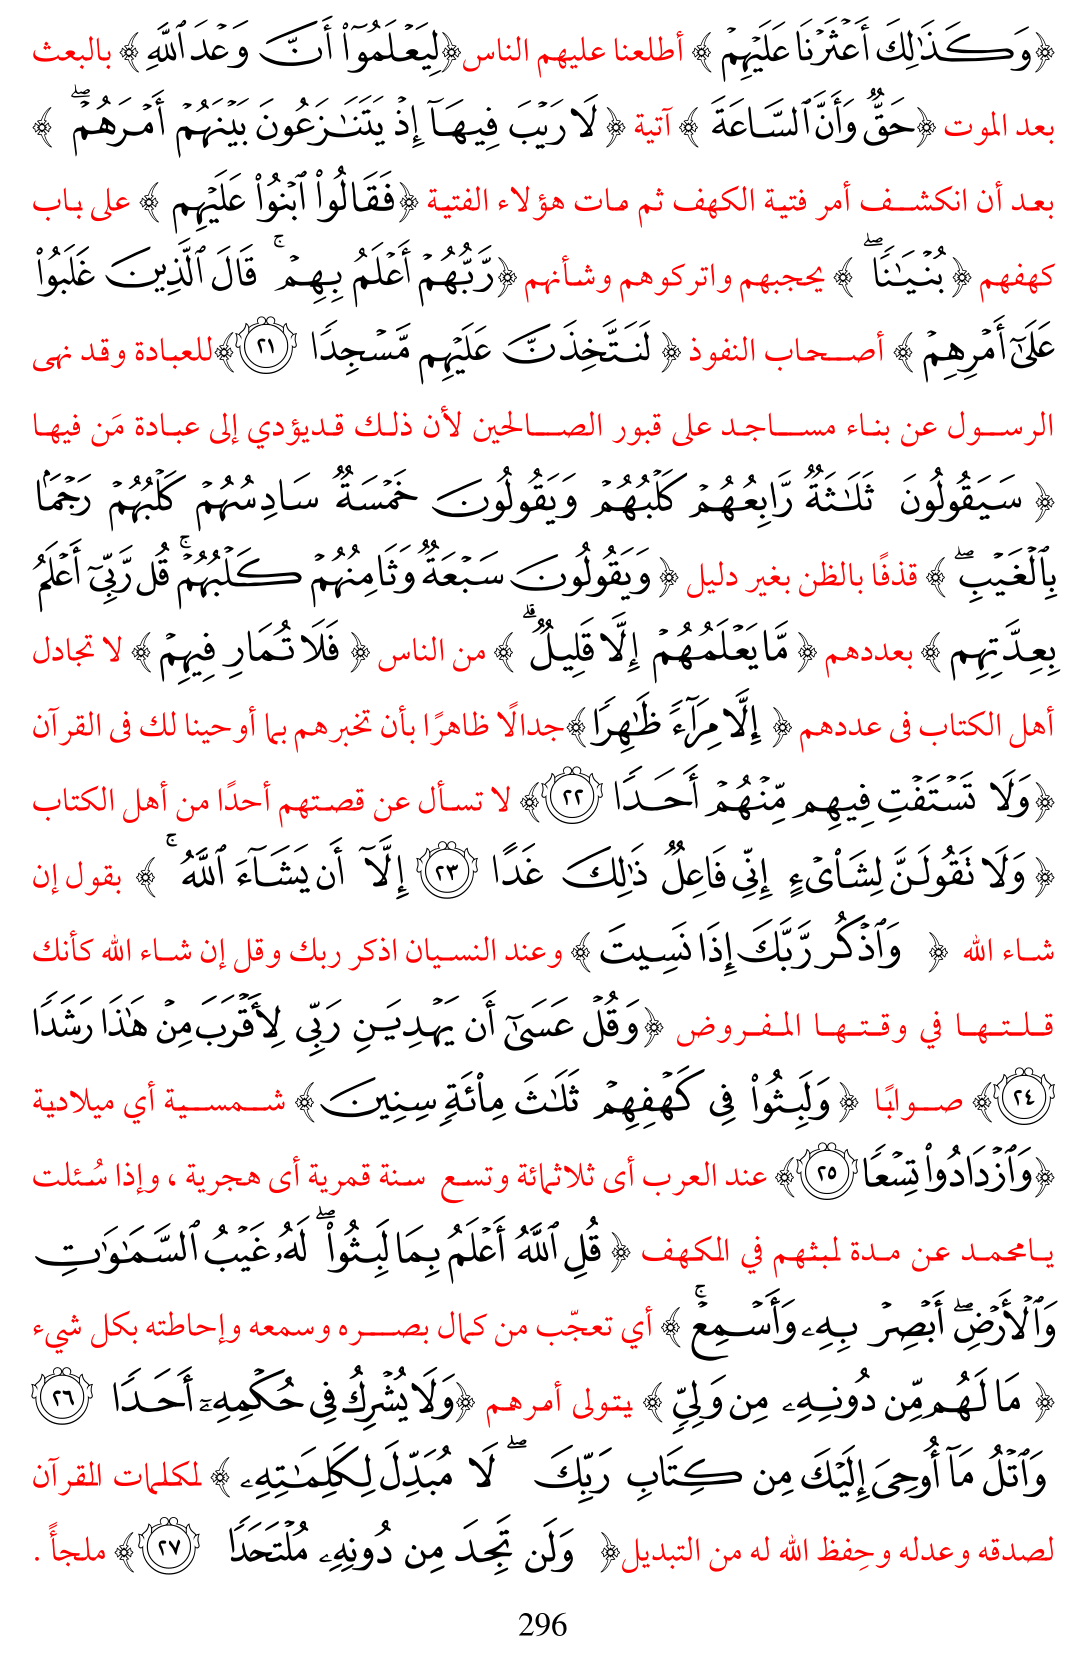 ﴿وَكَذَٰلِكَ أَعۡثَرۡنَا عَلَيۡهِمۡ ﴾ أطلعنا عليهم الناس﴿لِيَعۡلَمُوٓاْ أَنَّ وَعۡدَ ٱللَّهِ ﴾ بالبعث
بعد الموت ﴿حَقّٞ وَأَنَّ ٱلسَّاعَةَ ﴾ آتية ﴿ لَا رَيۡبَ فِيهَآ إِذۡ يَتَنَٰزَعُونَ بَيۡنَهُمۡ أَمۡرَهُمۡۖ ﴾
بعد أن انكشف أمر فتية الكهف ثم مات هؤلاء الفتية ﴿فَقَالُواْ ٱبۡنُواْ عَلَيۡهِم ﴾ على باب
كهفهم ﴿ بُنۡيَٰنٗاۖ ﴾ يحجبهم واتركوهم وشأنهم ﴿رَّبُّهُمۡ أَعۡلَمُ بِهِمۡۚ قَالَ ٱلَّذِينَ غَلَبُواْ
عَلَىٰٓ أَمۡرِهِمۡ ﴾ أصحاب النفوذ ﴿ لَنَتَّخِذَنَّ عَلَيۡهِم مَّسۡجِدٗا ٢١﴾للعبادة وقد نهى
الرسول عن بناء مساجد على قبور الصالحين لأن ذلك قديؤدي إلى عبادة مَن فيها
﴿ سَيَقُولُونَ ثَلَٰثَةٞ رَّابِعُهُمۡ كَلۡبُهُمۡ وَيَقُولُونَ خَمۡسَةٞ سَادِسُهُمۡ كَلۡبُهُمۡ رَجۡمَۢا
بِٱلۡغَيۡبِۖ ﴾ قذفًا بالظن بغير دليل ﴿ وَيَقُولُونَ سَبۡعَةٞ وَثَامِنُهُمۡ كَلۡبُهُمۡۚ قُل رَّبِّيٓ أَعۡلَمُ
بِعِدَّتِهِم ﴾ بعددهم ﴿ مَّا يَعۡلَمُهُمۡ إِلَّا قَلِيلٞۗ ﴾ من الناس ﴿ فَلَا تُمَارِ فِيهِمۡ ﴾ لا تجادل
أهل الكتاب فى عددهم ﴿ إِلَّا مِرَآءٗ ظَٰهِرٗا﴾جدالًا ظاهرًا بأن تخبرهم بما أوحينا لك فى القرآن
﴿وَلَا تَسۡتَفۡتِ فِيهِم مِّنۡهُمۡ أَحَدٗا ٢٢﴾ لا تسأل عن قصتهم أحدًا من أهل الكتاب
﴿ وَلَا تَقُولَنَّ لِشَاْيۡءٍ إِنِّي فَاعِلٞ ذَٰلِكَ غَدًا ٢٣ إِلَّآ أَن يَشَآءَ ٱللَّهُۚ ﴾ بقول إن
شاء الله ﴿ وَٱذۡكُر رَّبَّكَ إِذَا نَسِيتَ ﴾ وعند النسيان اذكر ربك وقل إن شاء الله كأنك
قلتها في وقتها المفروض ﴿وَقُلۡ عَسَىٰٓ أَن يَهۡدِيَنِ رَبِّي لِأَقۡرَبَ مِنۡ هَٰذَا رَشَدٗا
٢٤﴾ صوابًا ﴿ وَلَبِثُواْ فِي كَهۡفِهِمۡ ثَلَٰثَ مِاْئَةٖ سِنِينَ﴾ شمسية أي ميلادية
﴿وَٱزۡدَادُواْ تِسۡعٗا ٢٥﴾ عند العرب أى ثلاثمائة وتسع سنة قمرية أى هجرية ، وإذا سُئلت
يامحمد عن مدة لمبثهم في الكهف ﴿ قُلِ ٱللَّهُ أَعۡلَمُ بِمَا لَبِثُواْۖ لَهُۥ غَيۡبُ ٱلسَّمَٰوَٰتِ
وَٱلۡأَرۡضِۖ أَبۡصِرۡ بِهِۦ وَأَسۡمِعۡۚ ﴾ أي تعجّب من كمال بصره وسمعه وإحاطته بكل شيء
﴿ مَا لَهُم مِّن دُونِهِۦ مِن وَلِيّٖ ﴾ يتولى أمرهم ﴿وَلَا يُشۡرِكُ فِي حُكۡمِهِۦٓ أَحَدٗا ٢٦
وَٱتۡلُ مَآ أُوحِيَ إِلَيۡكَ مِن كِتَابِ رَبِّكَۖ لَا مُبَدِّلَ لِكَلِمَٰتِهِۦ ﴾ لمكلمات القرآن
لصدقه وعدله وحِفظ الله له من التبديل﴿ وَلَن تَجِدَ مِن دُونِهِۦ مُلۡتَحَدٗا ٢٧﴾ ملجأً .
296